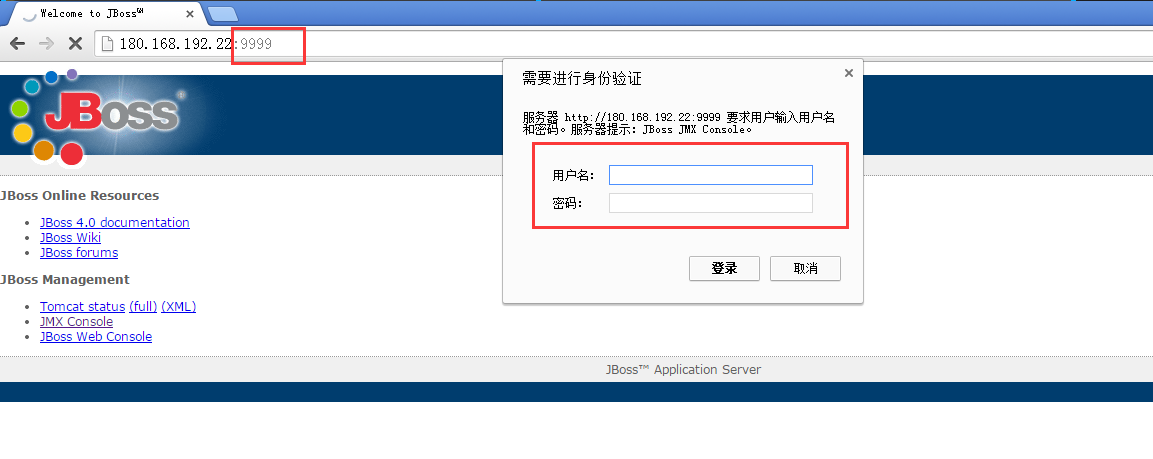 Welcome to JBoss™
180.168.192.22:9999
JBoss®
需要进行身份验证
服务器 http://180.168.192.22:9999 要求用户输入用户名
和密码。服务器提示: JBoss JMX Console。
用户名:
密码:
登录
取消
JBoss Online Resources
JBoss 4.0 documentation
JBoss Wiki
JBoss forums
JBoss Management
Tomcat status (full) (XML)
JMX Console
JBoss Web Console
JBoss™ Application Server